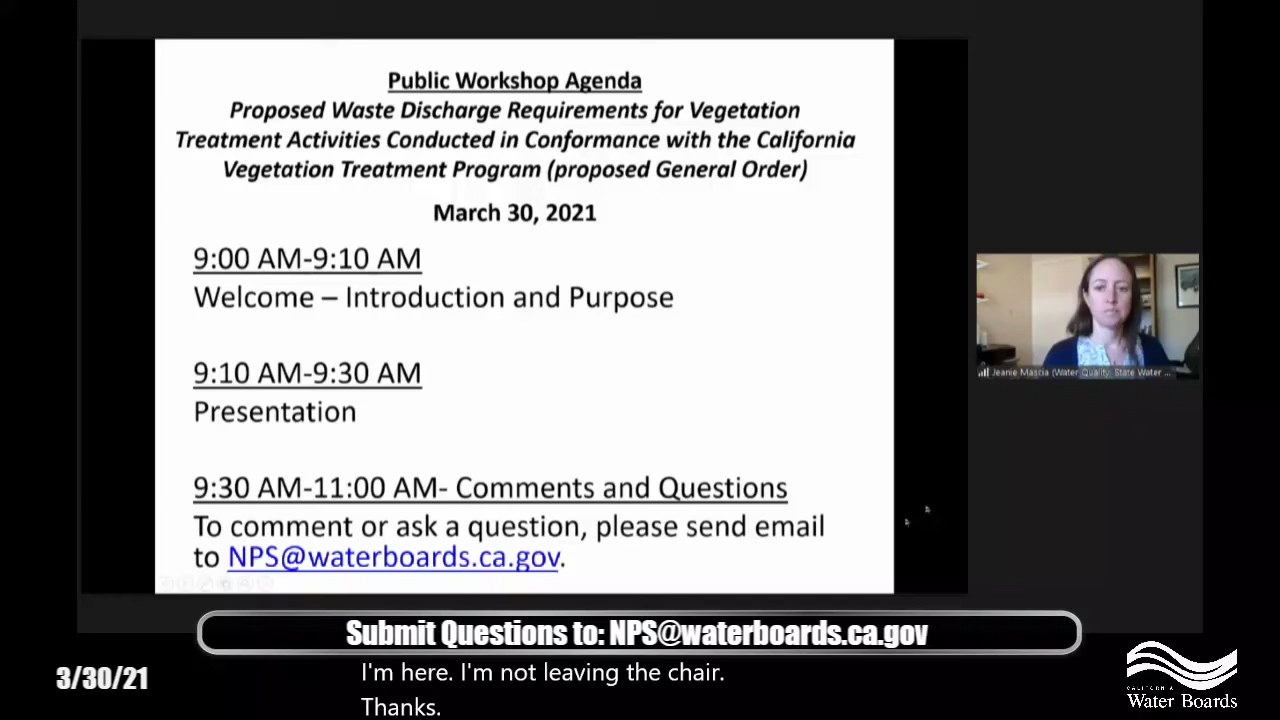 Public Workshop Agenda
Proposed Waste Discharge Requirements for Vegetation
Treatment Activities Conducted in Conformance with the California
Vegetation Treatment Program (proposed General Order)
March 30, 2021
9:00 AM-9:10 AM
Welcome – Introduction and Purpose
9:10 AM-9:30 AM
Presentation
9:30 AM-11:00 AM- Comments and Questions
To comment or ask a question, please send email
to NPS@waterboards.ca.gov.
Jeanie Mascia (Water Quality, State Water ...
Submit Questions to: NPS@waterboards.ca.gov
I'm here. I'm not leaving the chair.
Thanks.
3/30/21
CALIFORNIA
Water Boards